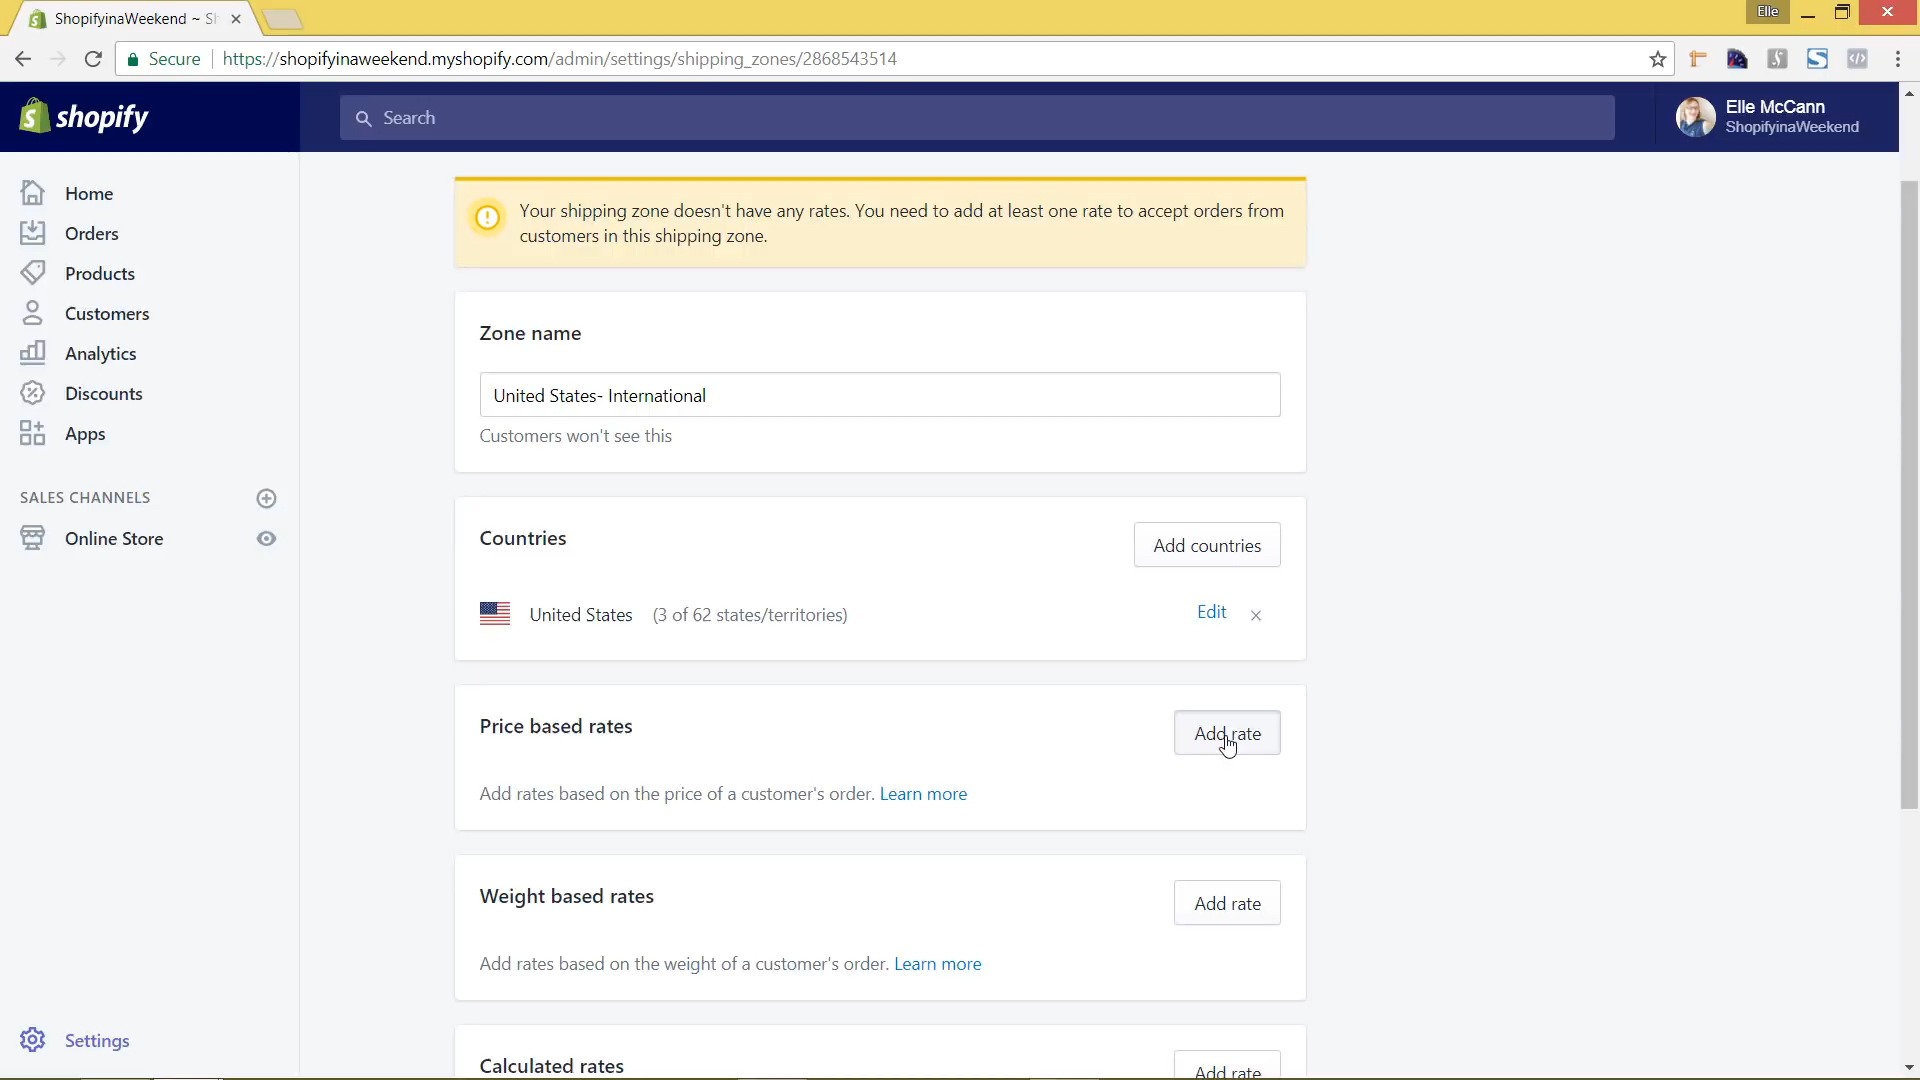 ShopifyinaWeekend ~ Sh
Elle
Secure
https://shopifyinaweekend.myshopify.com/admin/settings/shipping_zones/2868543514
shopify
Search
Elle McCann
ShopifyinaWeekend
Home
Orders
Products
Customers
Analytics
Discounts
Apps
SALES CHANNELS
Online Store
Settings
Your shipping zone doesn't have any rates. You need to add at least one rate to accept orders from
customers in this shipping zone.
Zone name
United States- International
Customers won't see this
Countries
Add countries
United States (3 of 62 states/territories)
Edit
Price based rates
Add rate
Add rates based on the price of a customer's order. Learn more
Weight based rates
Add rate
Add rates based on the weight of a customer's order. Learn more
Calculated rates
Add rate